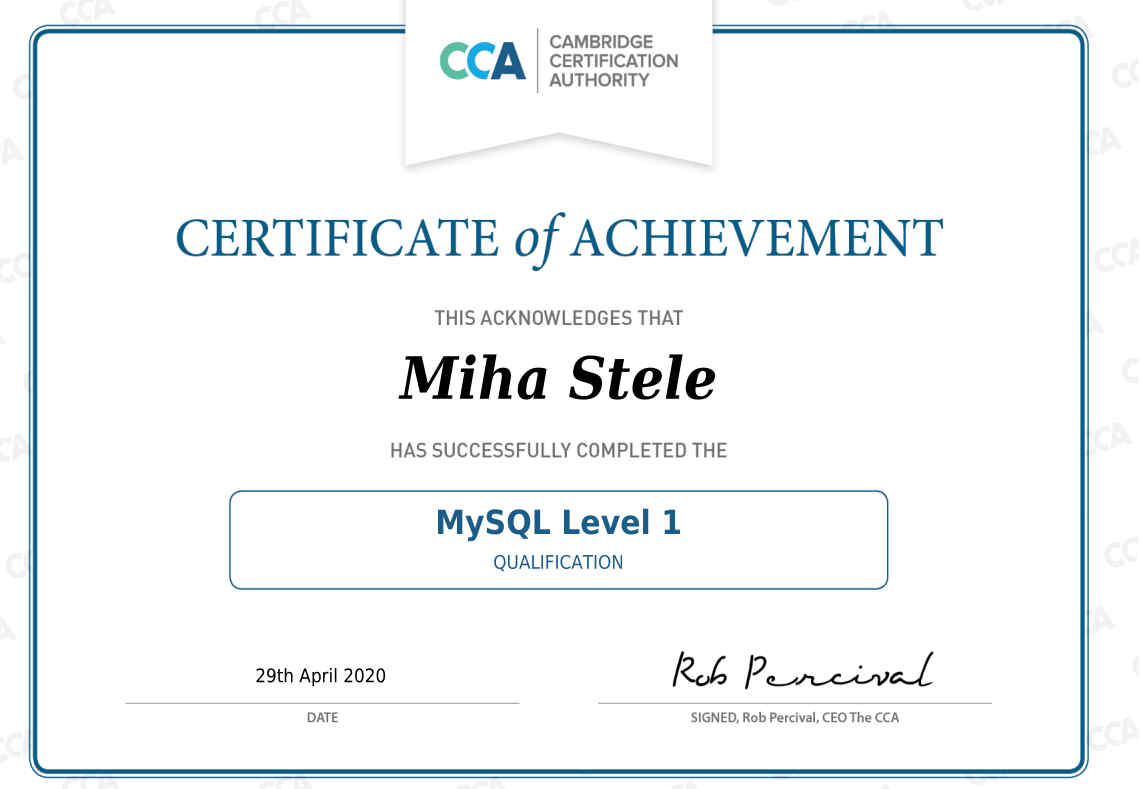 CCA
CAMBRIDGE
CERTIFICATION
AUTHORITY
CERTIFICATE of ACHIEVEMENT
THIS ACKNOWLEDGES THAT
Miha Stele
HAS SUCCESSFULLY COMPLETED THE
MySQL Level 1
QUALIFICATION
29th April 2020
Rob Percival
DATE
SIGNED, Rob Percival, CEO The CCA